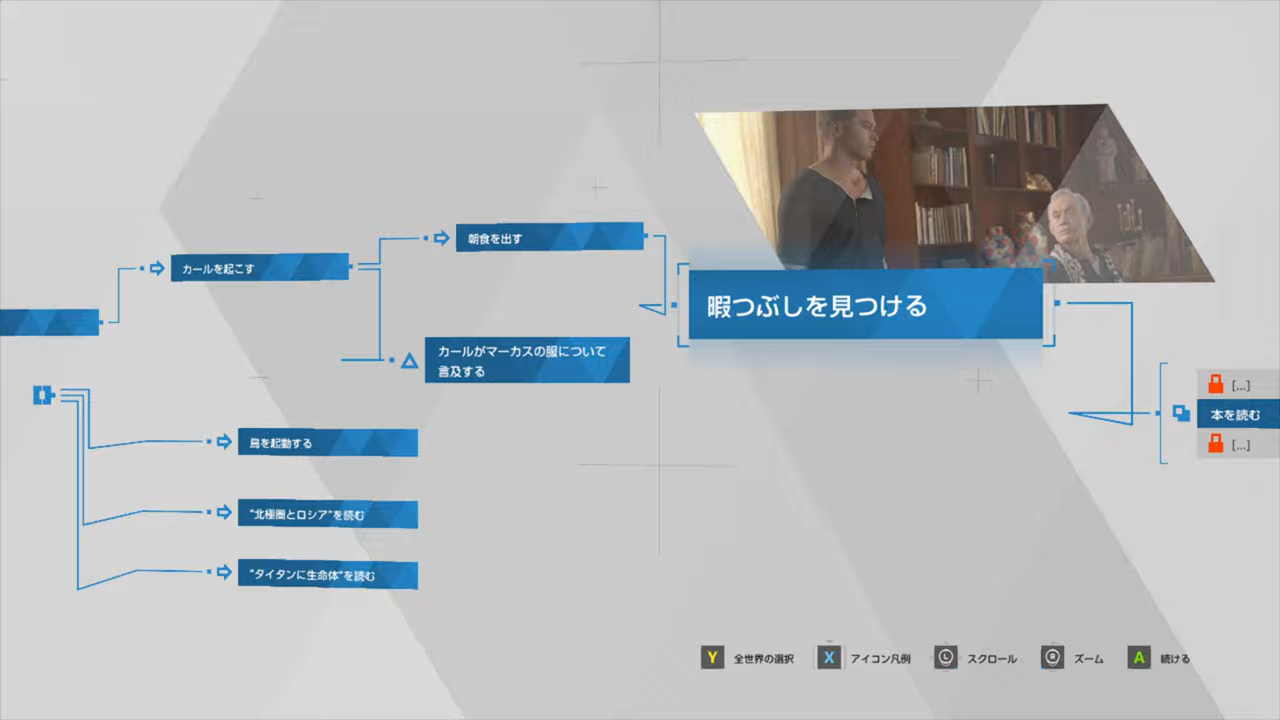 朝食を出す
カールを起こす
暇つぶしを見つける
カールがマーカスの服について
言及する
[...]
本を読む
[...]
鳥を起動する
“北極圏とロシア”を読む
“タイタンに生命体”を読む
Y 全世界の選択 X アイコン凡例 L スクロール R ズーム A 続ける